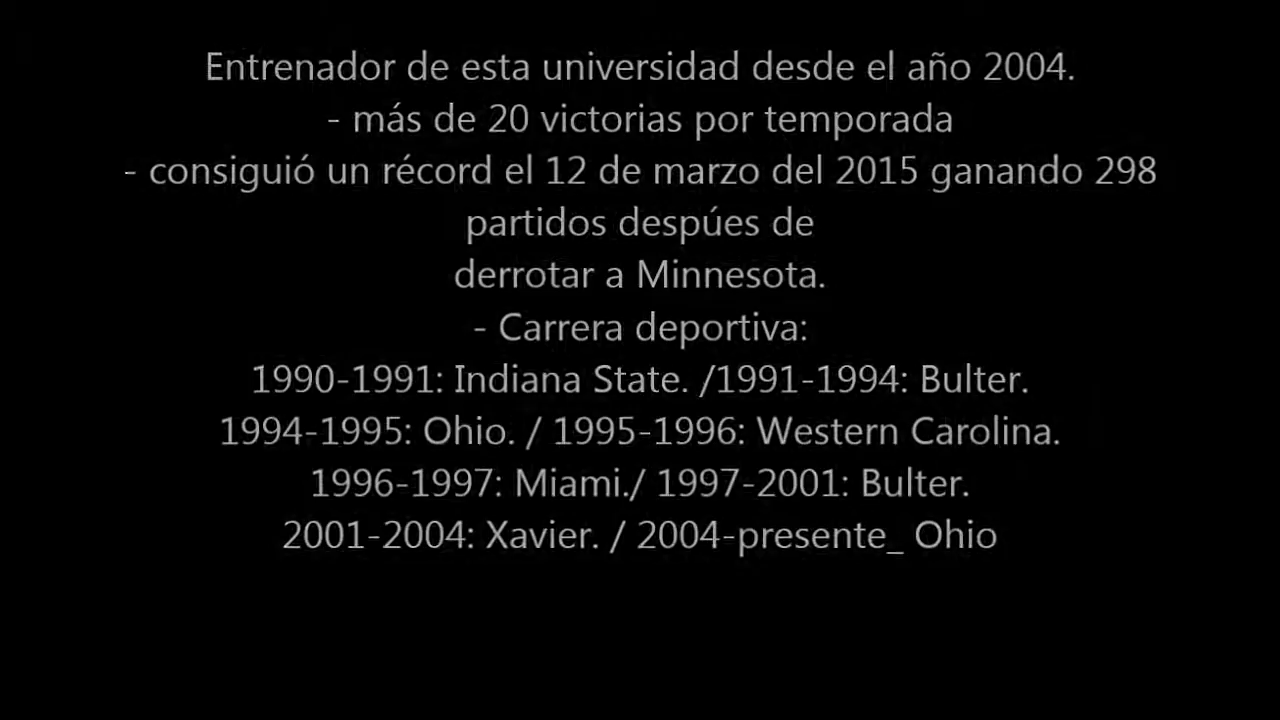 Entrenador de esta universidad desde el año 2004.
- más de 20 victorias por temporada
- consiguió un récord el 12 de marzo del 2015 ganando 298
partidos despúes de
derrotar a Minnesota.
- Carrera deportiva:
1990-1991: Indiana State. /1991-1994: Bulter.
1994-1995: Ohio. / 1995-1996: Western Carolina.
1996-1997: Miami./ 1997-2001: Bulter.
2001-2004: Xavier. / 2004-presente_ Ohio